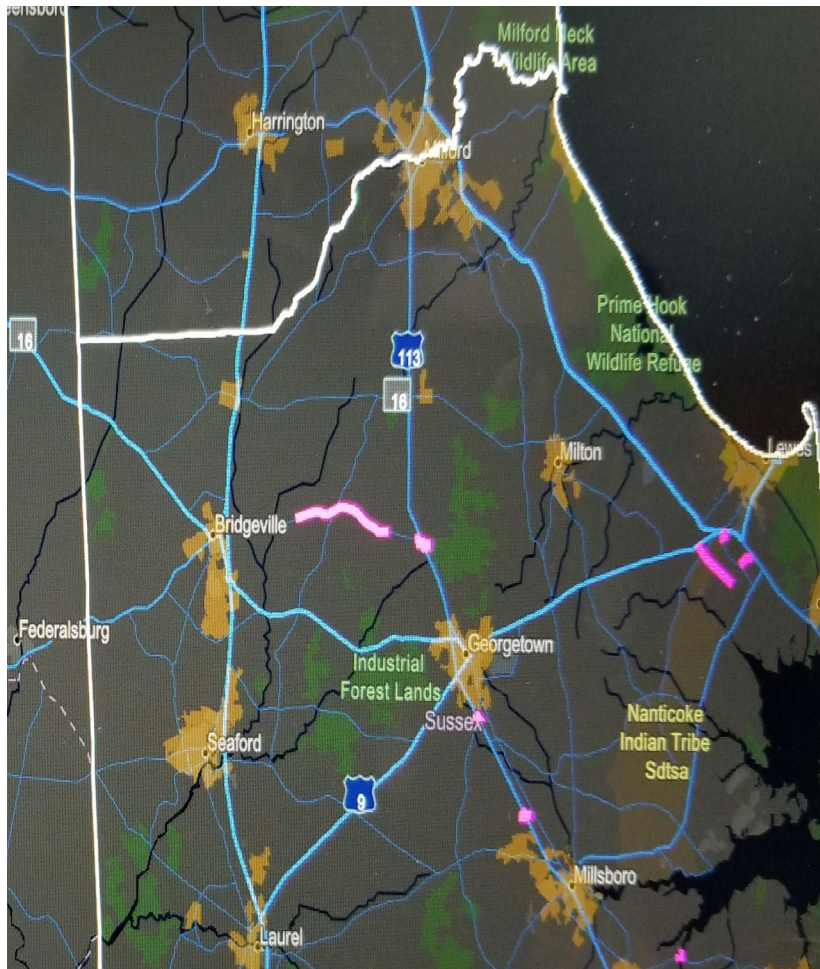 Milford Neck
Wildlife Area
Harrington
Milford
Prime Hook
National
Wildlife Refuge
16
113
16
Milton
Lewes
Bridgeville
Federalsburg
Georgetown
Industrial
Forest Lands
Sussex
Nanticoke
Indian Tribe
Sdtsa
Seaford
9
Millsboro
Laurel